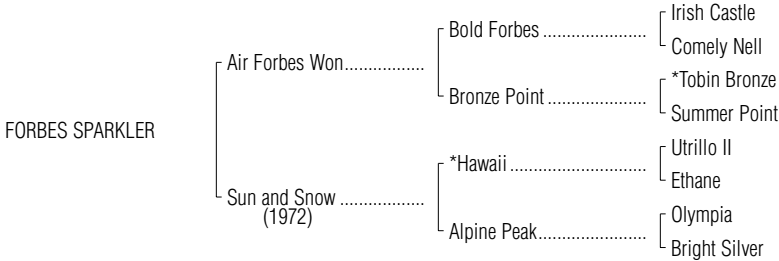 Irish Castle
Bold Forbes ......................
Comely Nell
Air Forbes Won.................
*Tobin Bronze
Bronze Point .....................
Summer Point
FORBES SPARKLER
Utrillo II
*Hawaii .............................
Ethane
Sun and Snow ..................
(1972)
Olympia
Alpine Peak.......................
Bright Silver